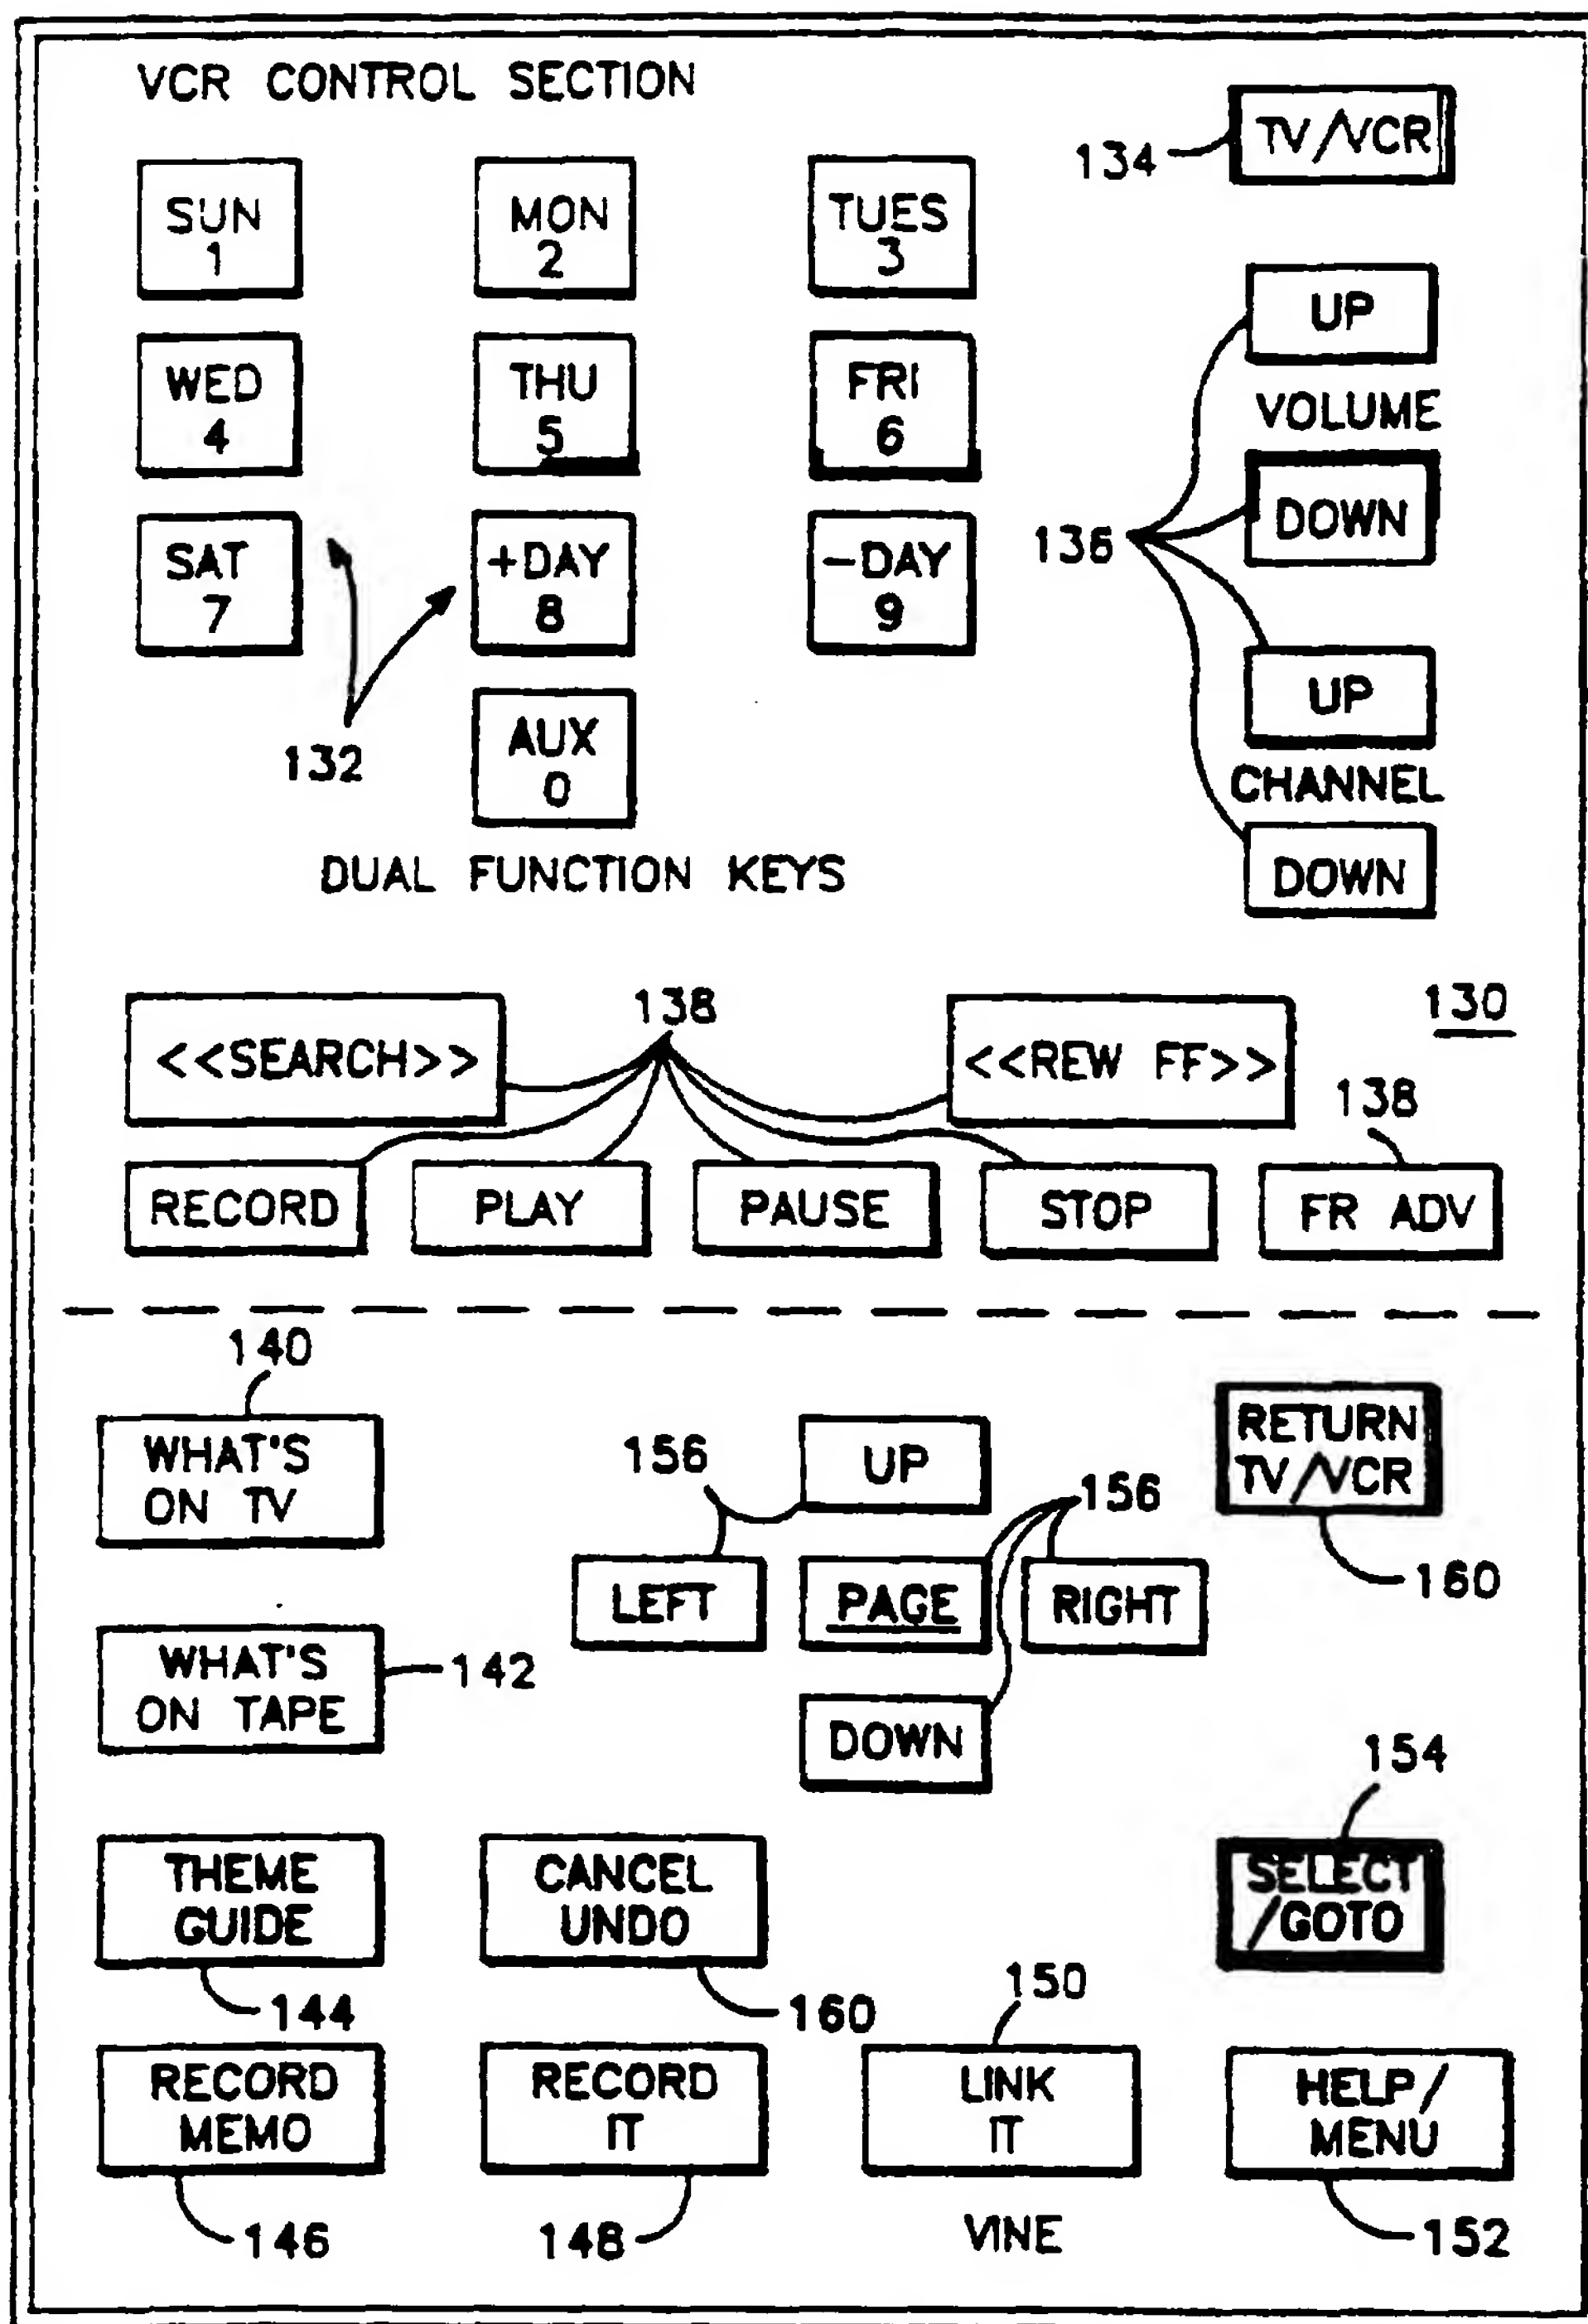 VCR CONTROL SECTION
134
TV/VCR
SUN
1
MON
2
TUES
3
UP
VOLUME
DOWN
WED
4
THU
5
FRI
6
136
SAT
7
+DAY
8
-DAY
9
UP
CHANNEL
DOWN
132
AUX
0
DUAL FUNCTION KEYS
138
130
<<SEARCH>>
<<REW FF>>
138
RECORD
PLAY
PAUSE
STOP
FR ADV
140
WHAT'S
ON TV
156
UP
156
RETURN
TV/VCR
160
LEFT
PAGE
RIGHT
WHAT'S
ON TAPE
142
DOWN
154
THEME
GUIDE
CANCEL
UNDO
SELECT
/GOTO
144
160
150
RECORD
MEMO
RECORD
IT
LINK
IT
HELP/
MENU
146
148
VINE
152